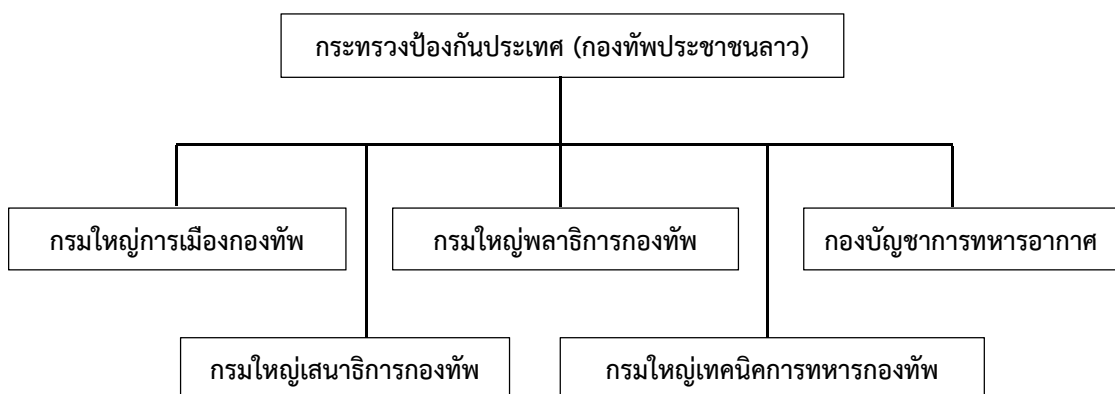 กระทรวงป้องกันประเทศ (กองทัพประชาชนลาว)
กรมใหญ่การเมืองกองทัพ
กรมใหญ่พลาธิการกองทัพ
กองบัญชาการทหารอากาศ
กรมใหญ่เสนาธิการกองทัพ
กรมใหญ่เทคนิคการทหารกองทัพ